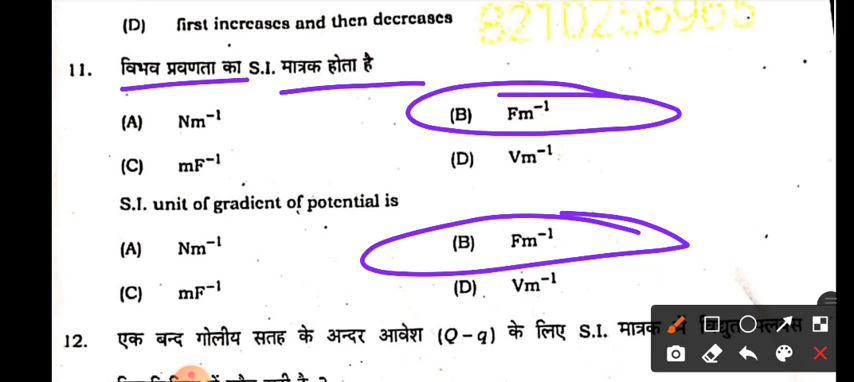 (D) first increases and then decreases
8210256965
11. विभव प्रवणता का S.I. मात्रक होता है
(A) Nm⁻¹ (B) Fm⁻¹
(C) mF⁻¹ (D) Vm⁻¹
S.I. unit of gradient of potential is
(A) Nm⁻¹ (B) Fm⁻¹
(C) mF⁻¹ (D) Vm⁻¹
12. एक बन्द गोलीय सतह के अन्दर आवेश (Q – q) के लिए S.I. मात्रक में विद्युत फ्लक्स